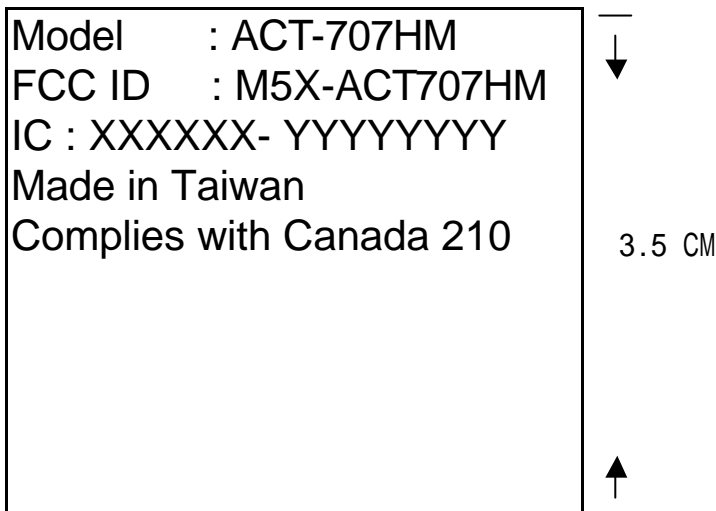 Model : ACT-707HM
FCC ID : M5X-ACT707HM
IC : XXXXXX- YYYYYYYY
Made in Taiwan
Complies with Canada 210
3.5 CM